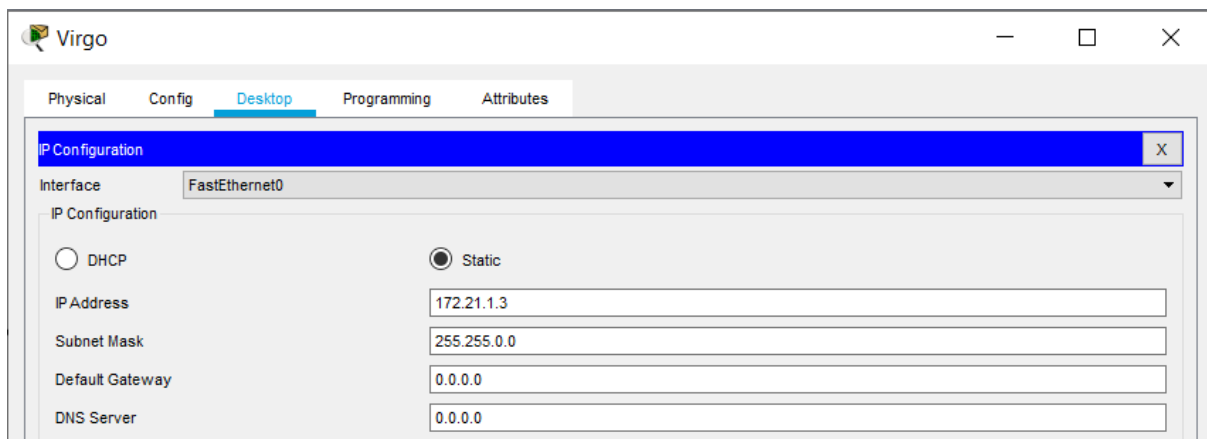 Virgo
Physical Config Desktop Programming Attributes
IP Configuration X
Interface FastEthernet0
IP Configuration
DHCP Static
IP Address 172.21.1.3
Subnet Mask 255.255.0.0
Default Gateway 0.0.0.0
DNS Server 0.0.0.0